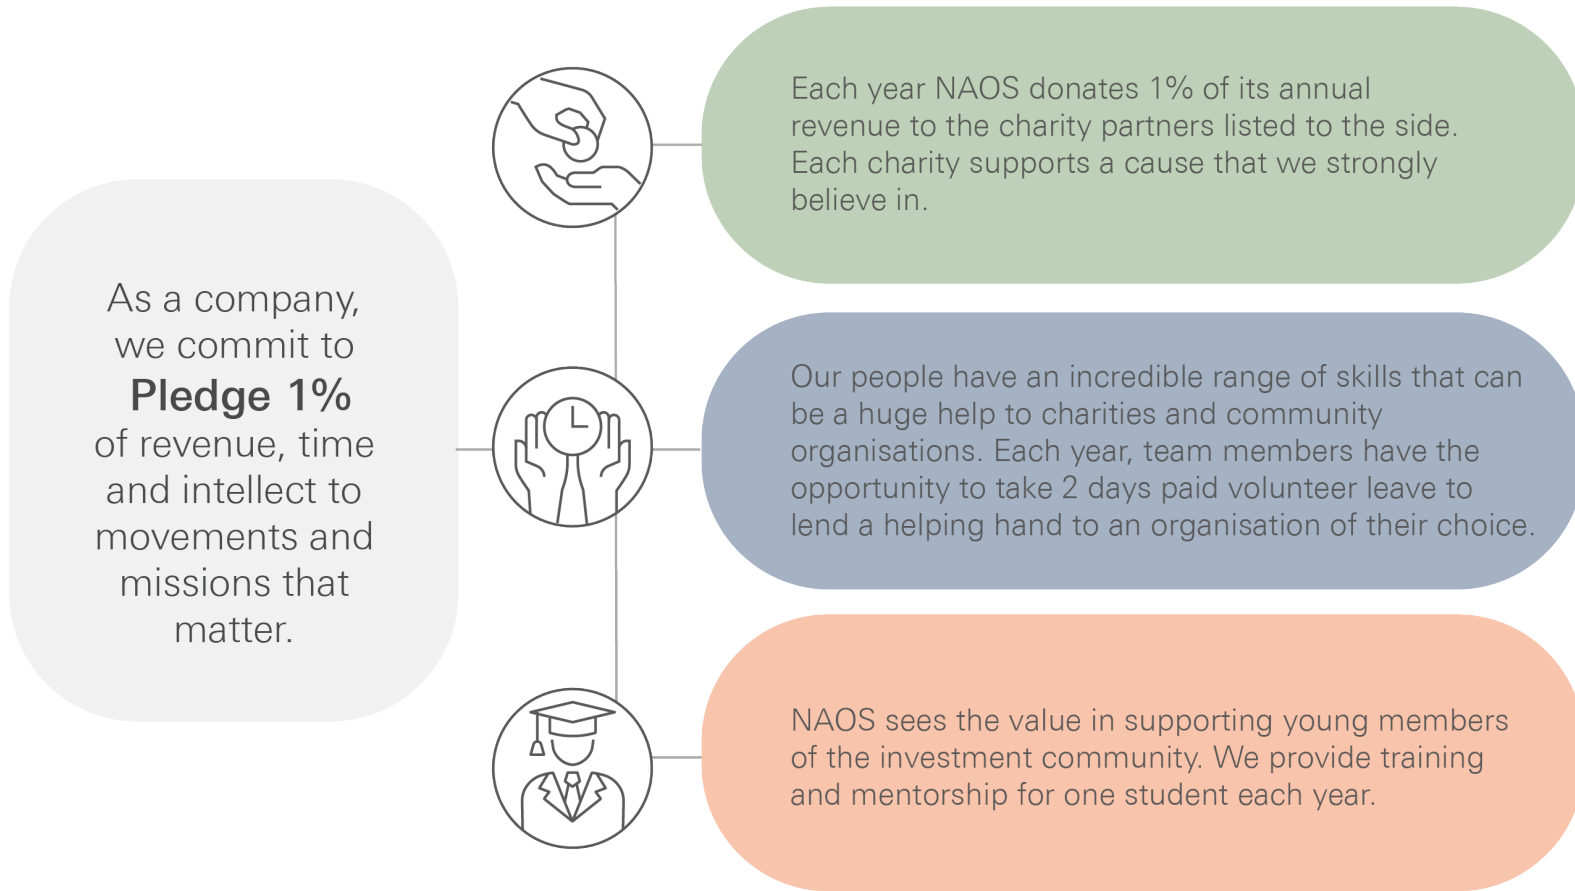 As a company,
we commit to
Pledge 1%
of revenue, time
and intellect to
movements and
missions that
matter.
Each year NAOS donates 1% of its annual
revenue to the charity partners listed to the side.
Each charity supports a cause that we strongly
believe in.
Our people have an incredible range of skills that can
be a huge help to charities and community
organisations. Each year, team members have the
opportunity to take 2 days paid volunteer leave to
lend a helping hand to an organisation of their choice.
NAOS sees the value in supporting young members
of the investment community. We provide training
and mentorship for one student each year.